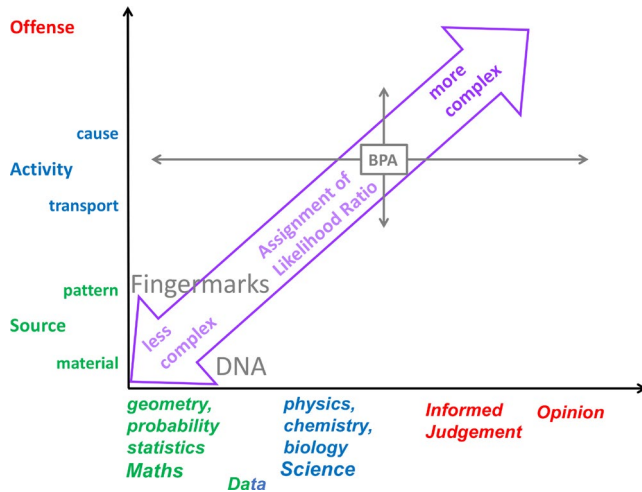 Offense
cause
Activity
transport
pattern
Source
material
more
complex
BPA
Assignment of
Likelihood Ratio
Fingermarks
less
complex
DNA
geometry,
probability
statistics
Maths
Data
physics,
chemistry,
biology
Science
Informed
Judgement
Opinion